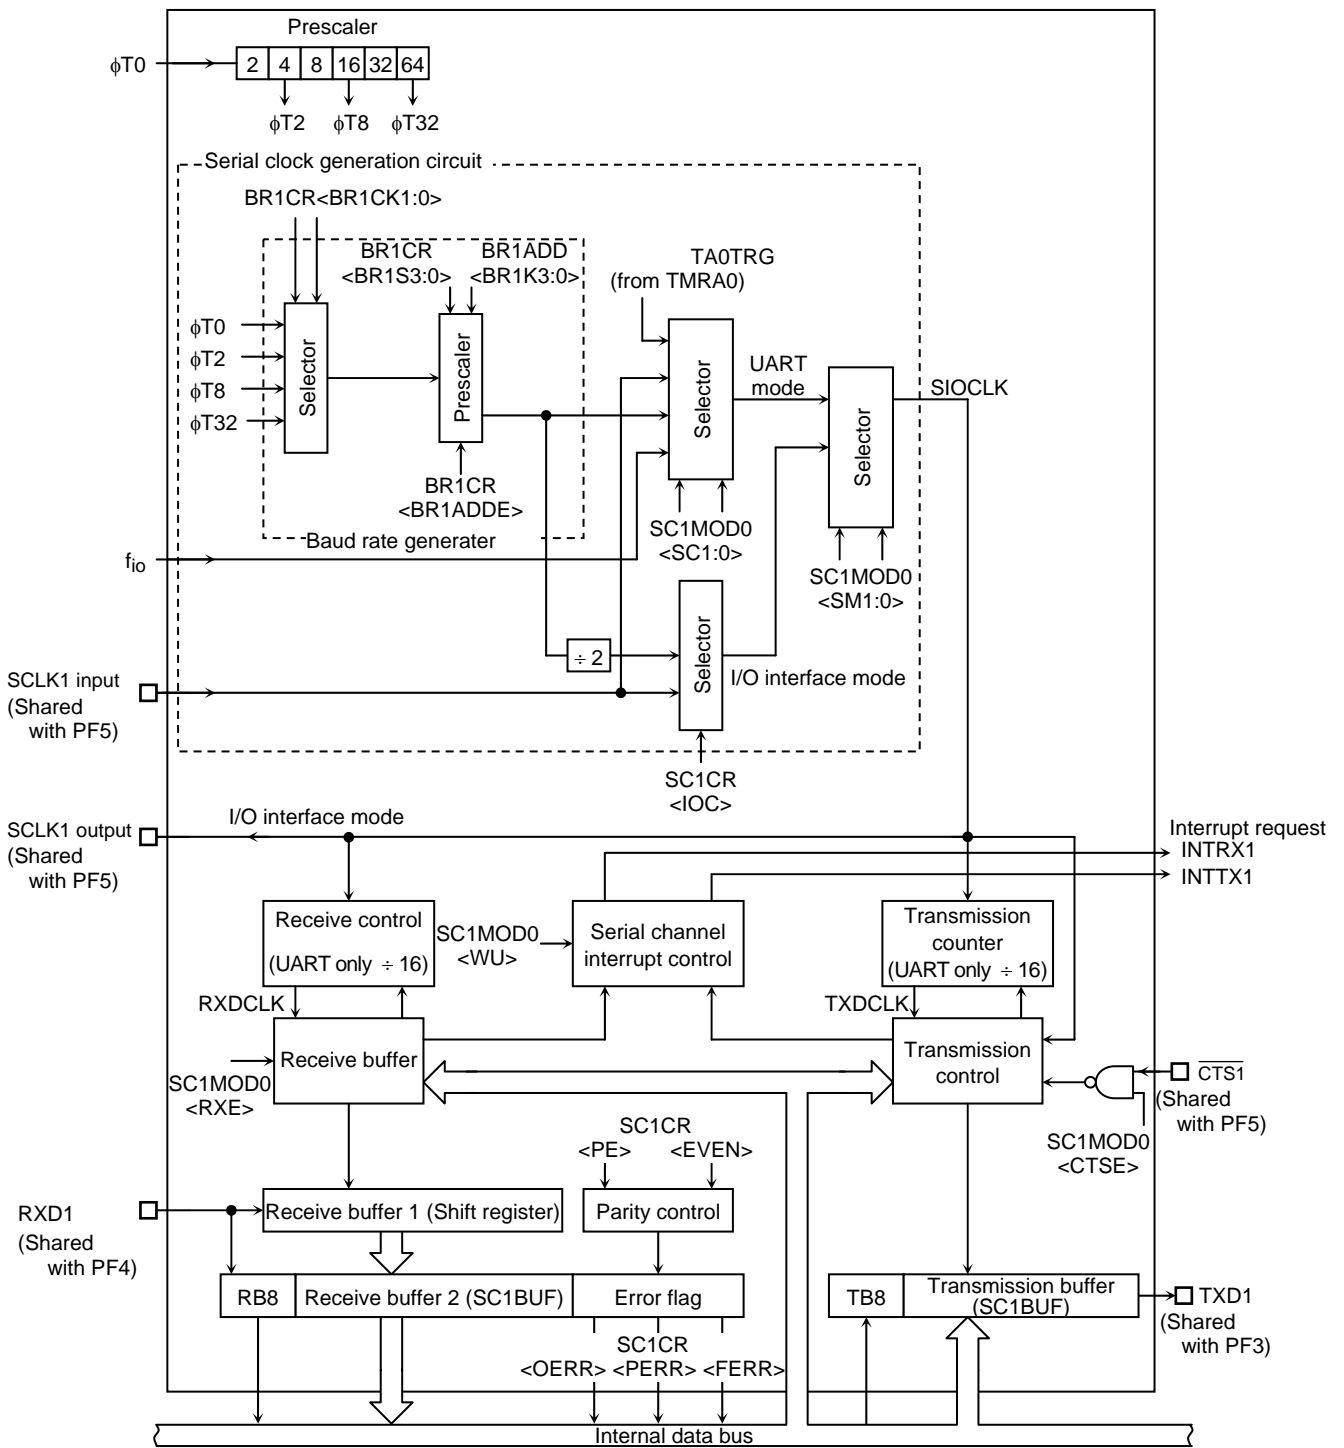 Prescaler
ϕT0
2 4 8 16 32 64
ϕT2 ϕT8 ϕT32
Serial clock generation circuit
BR1CR<BR1CK1:0>
BR1CR
<BR1S3:0>
BR1ADD
<BR1K3:0>
TA0TRG
(from TMRA0)
ϕT0
ϕT2
ϕT8
ϕT32
Selector
Prescaler
Selector
UART
mode
Selector
SIOCLK
BR1CR
<BR1ADDE>
Baud rate generater
SC1MOD0
<SC1:0>
fio
SC1MOD0
<SM1:0>
÷ 2
Selector
I/O interface mode
SCLK1 input
(Shared
with PF5)
SC1CR
<IOC>
I/O interface mode
SCLK1 output
(Shared
with PF5)
Interrupt request
INTRX1
INTTX1
Receive control
(UART only ÷ 16)
SC1MOD0
<WU>
Serial channel
interrupt control
Transmission
counter
(UART only ÷ 16)
RXDCLK
TXDCLK
Receive buffer
SC1MOD0
<RXE>
Transmission
control
CTS1
(Shared
with PF5)
SC1MOD0
<CTSE>
SC1CR
<PE> <EVEN>
RXD1
(Shared
with PF4)
Receive buffer 1 (Shift register)
Parity control
RB8
Receive buffer 2 (SC1BUF)
Error flag
TB8
Transmission buffer
(SC1BUF)
TXD1
(Shared
with PF3)
SC1CR
<OERR> <PERR> <FERR>
Internal data bus